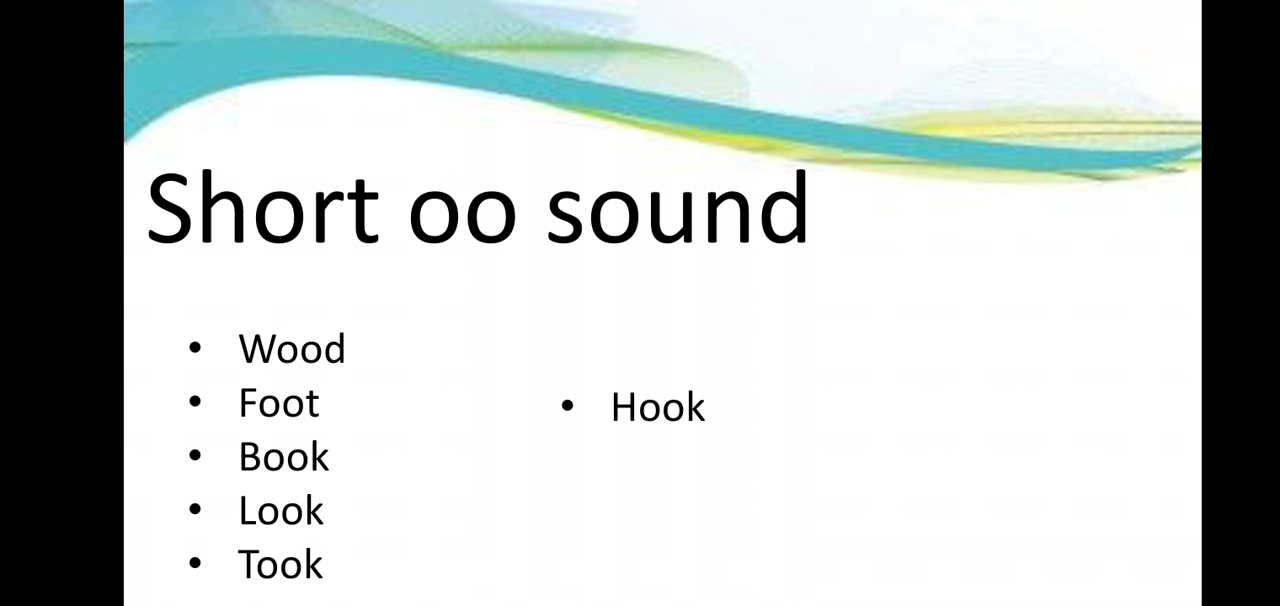 Short oo sound
• Wood
• Foot
• Book
• Look
• Took
• Hook